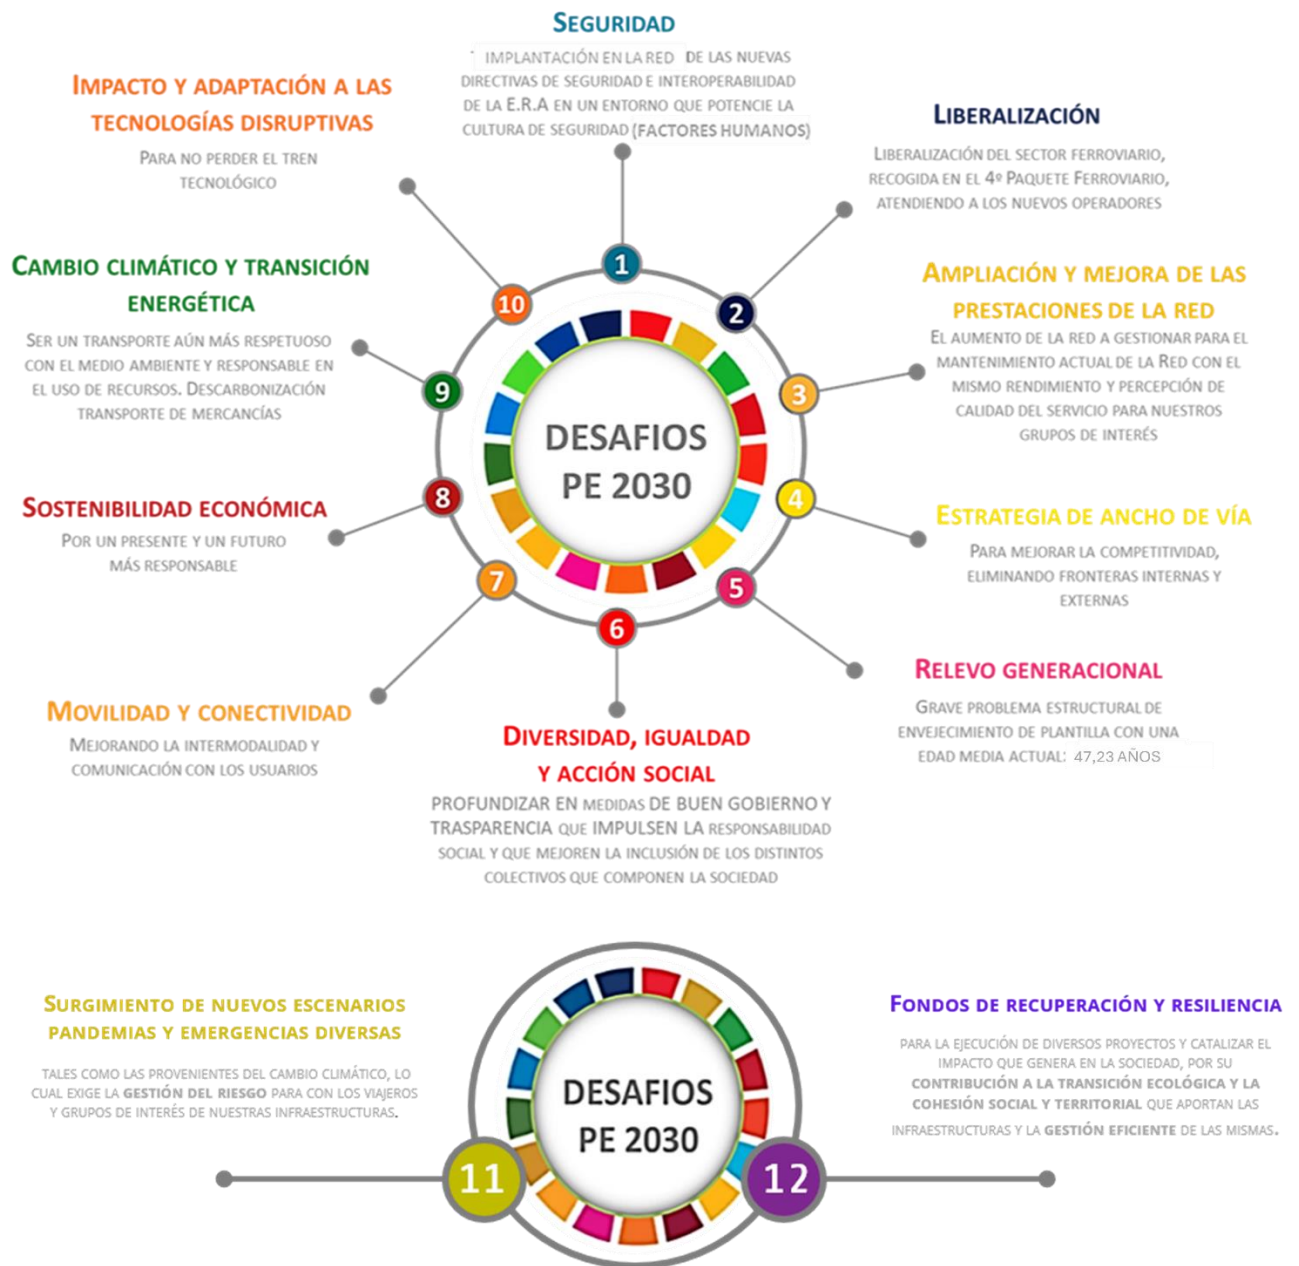 SEGURIDAD
IMPLANTACIÓN EN LA RED DE LAS NUEVAS
DIRECTIVAS DE SEGURIDAD E INTEROPERABILIDAD
DE LA E.R.A EN UN ENTORNO QUE POTENCIE LA
CULTURA DE SEGURIDAD (FACTORES HUMANOS)
1
LIBERALIZACIÓN
LIBERALIZACIÓN DEL SECTOR FERROVIARIO,
RECOGIDA EN EL 4º PAQUETE FERROVIARIO,
ATENDIENDO A LOS NUEVOS OPERADORES
2
AMPLIACIÓN Y MEJORA DE LAS
PRESTACIONES DE LA RED
EL AUMENTO DE LA RED A GESTIONAR PARA EL
MANTENIMIENTO ACTUAL DE LA RED CON EL
MISMO RENDIMIENTO Y PERCEPCIÓN DE
CALIDAD DEL SERVICIO PARA NUESTROS
GRUPOS DE INTERÉS
3
ESTRATEGIA DE ANCHO DE VÍA
PARA MEJORAR LA COMPETITIVIDAD,
ELIMINANDO FRONTERAS INTERNAS Y
EXTERNAS
4
RELEVO GENERACIONAL
GRAVE PROBLEMA ESTRUCTURAL DE
ENVEJECIMIENTO DE PLANTILLA CON UNA
EDAD MEDIA ACTUAL: 47,23 AÑOS
5
DIVERSIDAD, IGUALDAD
Y ACCIÓN SOCIAL
PROFUNDIZAR EN MEDIDAS DE BUEN GOBIERNO Y
TRASPARENCIA QUE IMPULSEN LA RESPONSABILIDAD
SOCIAL Y QUE MEJOREN LA INCLUSIÓN DE LOS DISTINTOS
COLECTIVOS QUE COMPONEN LA SOCIEDAD
6
MOVILIDAD Y CONECTIVIDAD
MEJORANDO LA INTERMODALIDAD Y
COMUNICACIÓN CON LOS USUARIOS
7
SOSTENIBILIDAD ECONÓMICA
POR UN PRESENTE Y UN FUTURO
MÁS RESPONSABLE
8
CAMBIO CLIMÁTICO Y TRANSICIÓN
ENERGÉTICA
SER UN TRANSPORTE AÚN MÁS RESPETUOSO
CON EL MEDIO AMBIENTE Y RESPONSABLE EN
EL USO DE RECURSOS. DESCARBONIZACIÓN
TRANSPORTE DE MERCANCÍAS
9
IMPACTO Y ADAPTACIÓN A LAS
TECNOLOGÍAS DISRUPTIVAS
PARA NO PERDER EL TREN
TECNOLÓGICO
10
DESAFIOS
PE 2030
SURGIMIENTO DE NUEVOS ESCENARIOS
PANDEMIAS Y EMERGENCIAS DIVERSAS
TALES COMO LAS PROVENIENTES DEL CAMBIO CLIMÁTICO, LO
CUAL EXIGE LA GESTIÓN DEL RIESGO PARA CON LOS VIAJEROS
Y GRUPOS DE INTERÉS DE NUESTRAS INFRAESTRUCTURAS.
11
DESAFIOS
PE 2030
FONDOS DE RECUPERACIÓN Y RESILIENCIA
PARA LA EJECUCIÓN DE DIVERSOS PROYECTOS Y CATALIZAR EL
IMPACTO QUE GENERA EN LA SOCIEDAD, POR SU
CONTRIBUCIÓN A LA TRANSICIÓN ECOLÓGICA Y LA
COHESIÓN SOCIAL Y TERRITORIAL QUE APORTAN LAS
INFRAESTRUCTURAS Y LA GESTIÓN EFICIENTE DE LAS MISMAS.
12